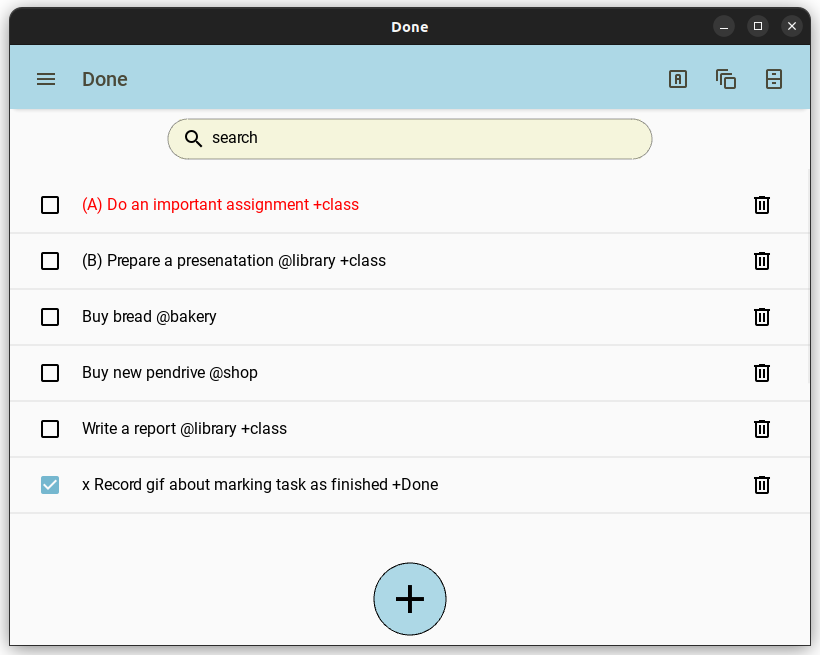 Done
Done
A
search
(A) Do an important assignment +class
(B) Prepare a presenatation @library +class
Buy bread @bakery
Buy new pendrive @shop
Write a report @library +class
x Record gif about marking task as finished +Done